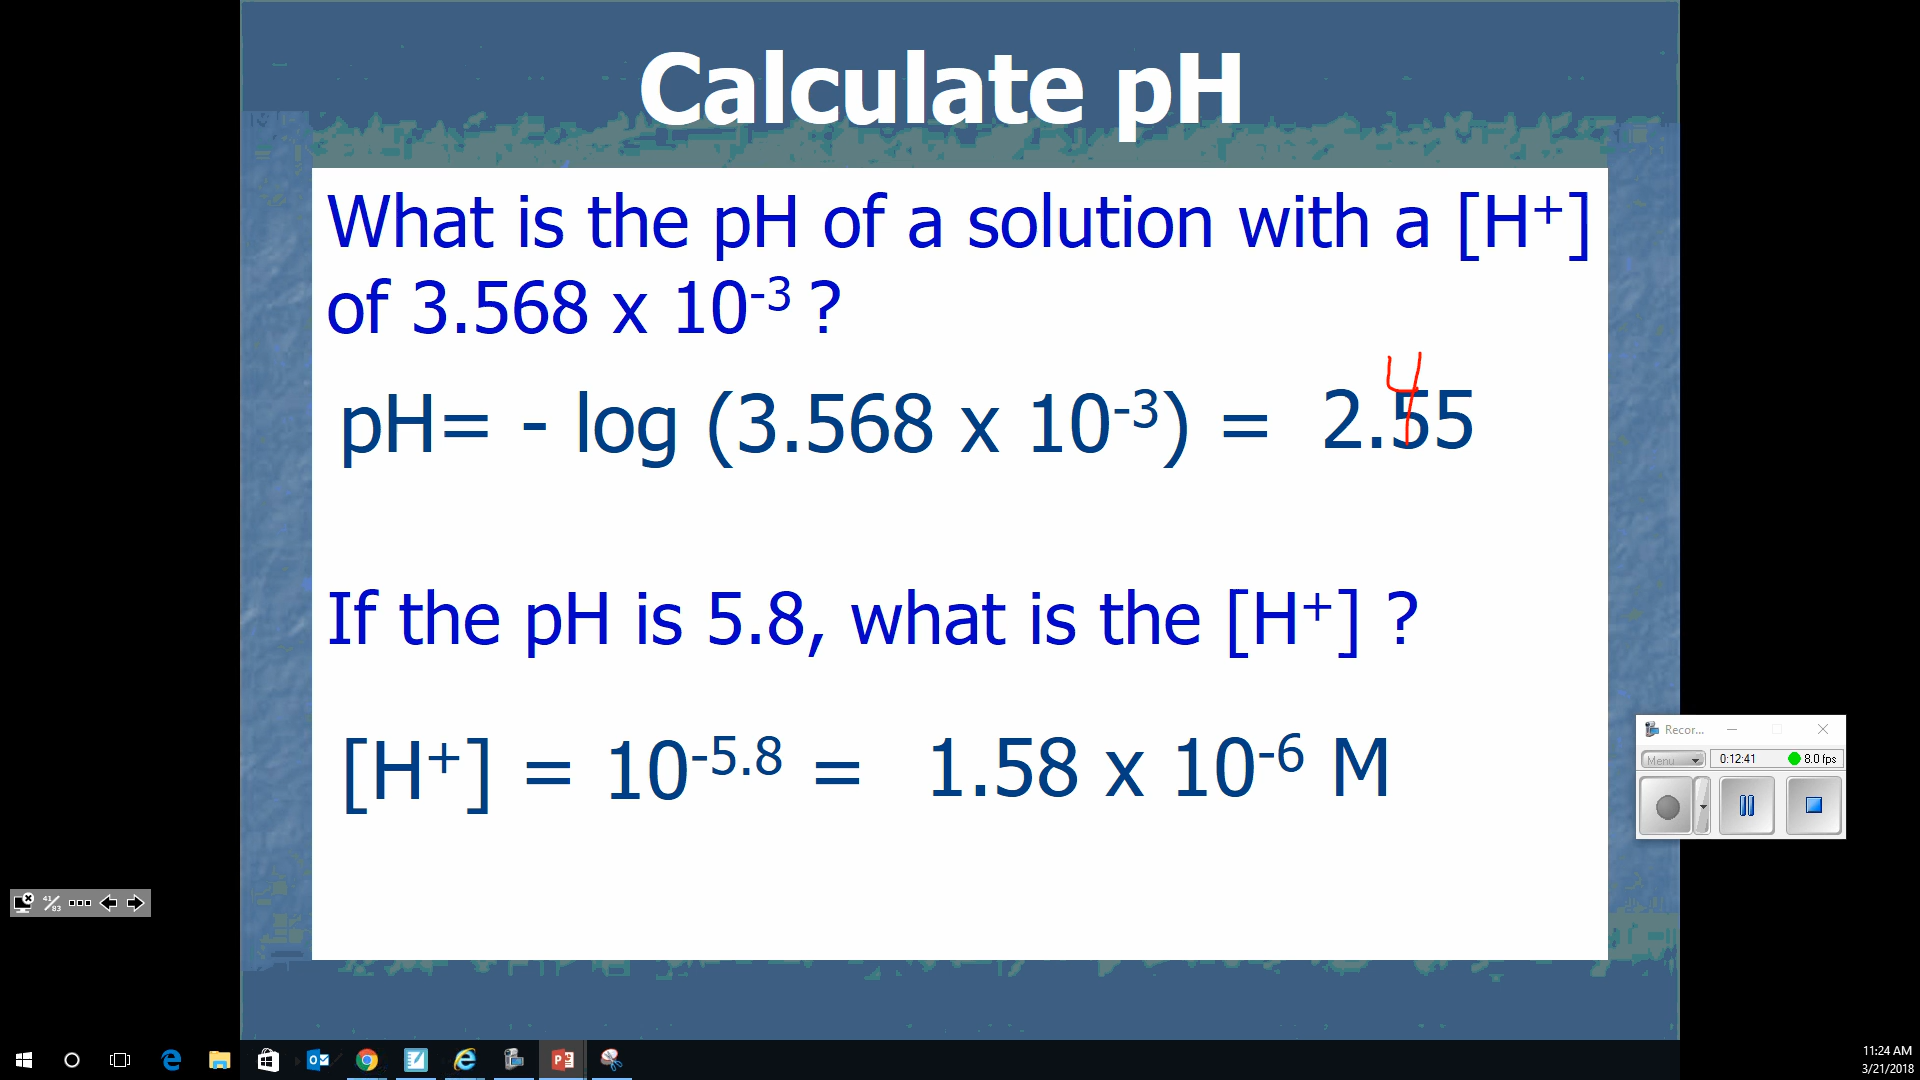 Calculate pH
What is the pH of a solution with a [H⁺]
of 3.568 x 10⁻³ ?
4
pH= - log (3.568 x 10⁻³) = 2.55
If the pH is 5.8, what is the [H⁺] ?
[H⁺] = 10⁻⁵·⁸ = 1.58 x 10⁻⁶ M
Recor...
Menu 0:12:41 8.0 fps
41/83
11:24 AM
3/21/2018